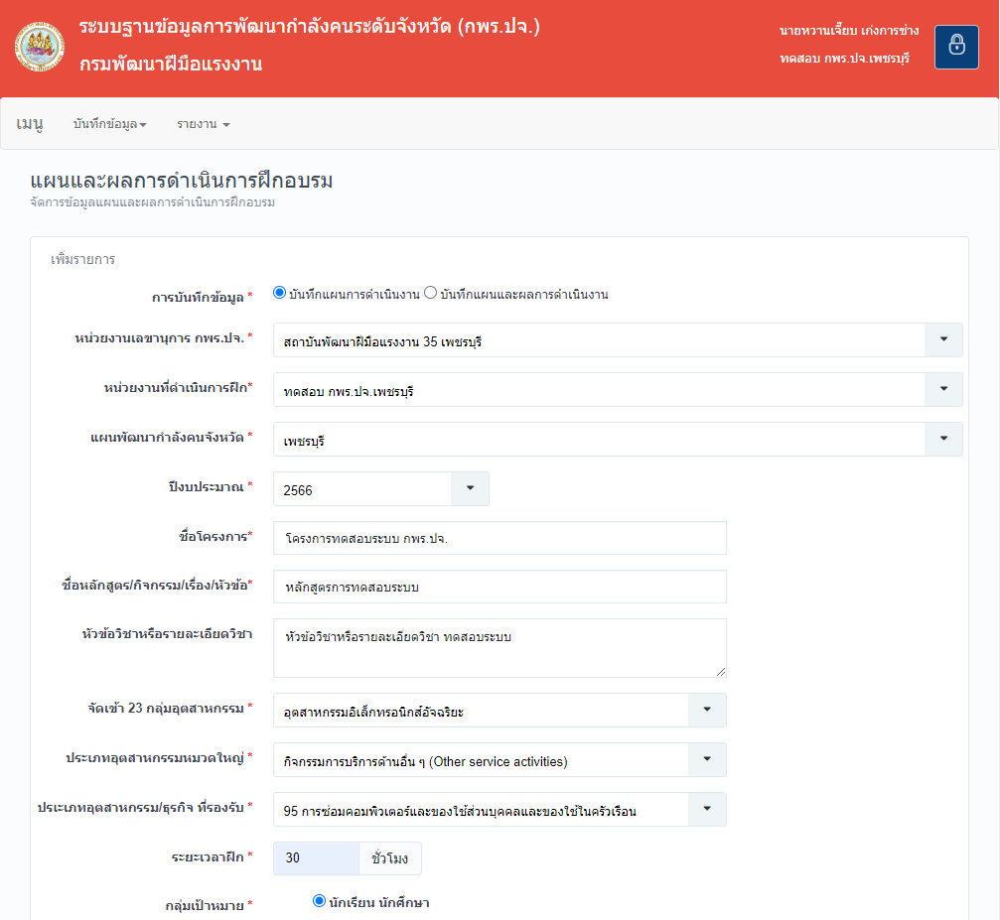 ระบบฐานข้อมูลการพัฒนากำลังคนระดับจังหวัด (กพร.ปจ.)
กรมพัฒนาฝีมือแรงงาน
นายหวานเจี๊ยบ เก่งการช่าง
ทดสอบ กพร.ปจ.เพชรบุรี
เมนู บันทึกข้อมูล รายงาน
แผนและผลการดำเนินการฝึกอบรม
จัดการข้อมูลแผนและผลการดำเนินการฝึกอบรม
เพิ่มรายการ
การบันทึกข้อมูล * บันทึกแผนการดำเนินงาน บันทึกแผนและผลการดำเนินงาน
หน่วยงานเลขานุการ กพร.ปจ. * สถาบันพัฒนาฝีมือแรงงาน 35 เพชรบุรี
หน่วยงานที่ดำเนินการฝึก* ทดสอบ กพร.ปจ.เพชรบุรี
แผนพัฒนากำลังคนจังหวัด * เพชรบุรี
ปีงบประมาณ * 2566
ชื่อโครงการ* โครงการทดสอบระบบ กพร.ปจ.
ชื่อหลักสูตร/กิจกรรม/เรื่อง/หัวข้อ* หลักสูตรการทดสอบระบบ
หัวข้อวิชาหรือรายละเอียดวิชา หัวข้อวิชาหรือรายละเอียดวิชา ทดสอบระบบ
จัดเข้า 23 กลุ่มอุตสาหกรรม * อุตสาหกรรมอิเล็กทรอนิกส์อัจฉริยะ
ประเภทอุตสาหกรรมหมวดใหญ่ * กิจกรรมการบริการด้านอื่น ๆ (Other service activities)
ประเภทอุตสาหกรรม/ธุรกิจ ที่รองรับ * 95 การซ่อมคอมพิวเตอร์และของใช้ส่วนบุคคลและของใช้ในครัวเรือน
ระยะเวลาฝึก * 30 ชั่วโมง
กลุ่มเป้าหมาย * นักเรียน นักศึกษา